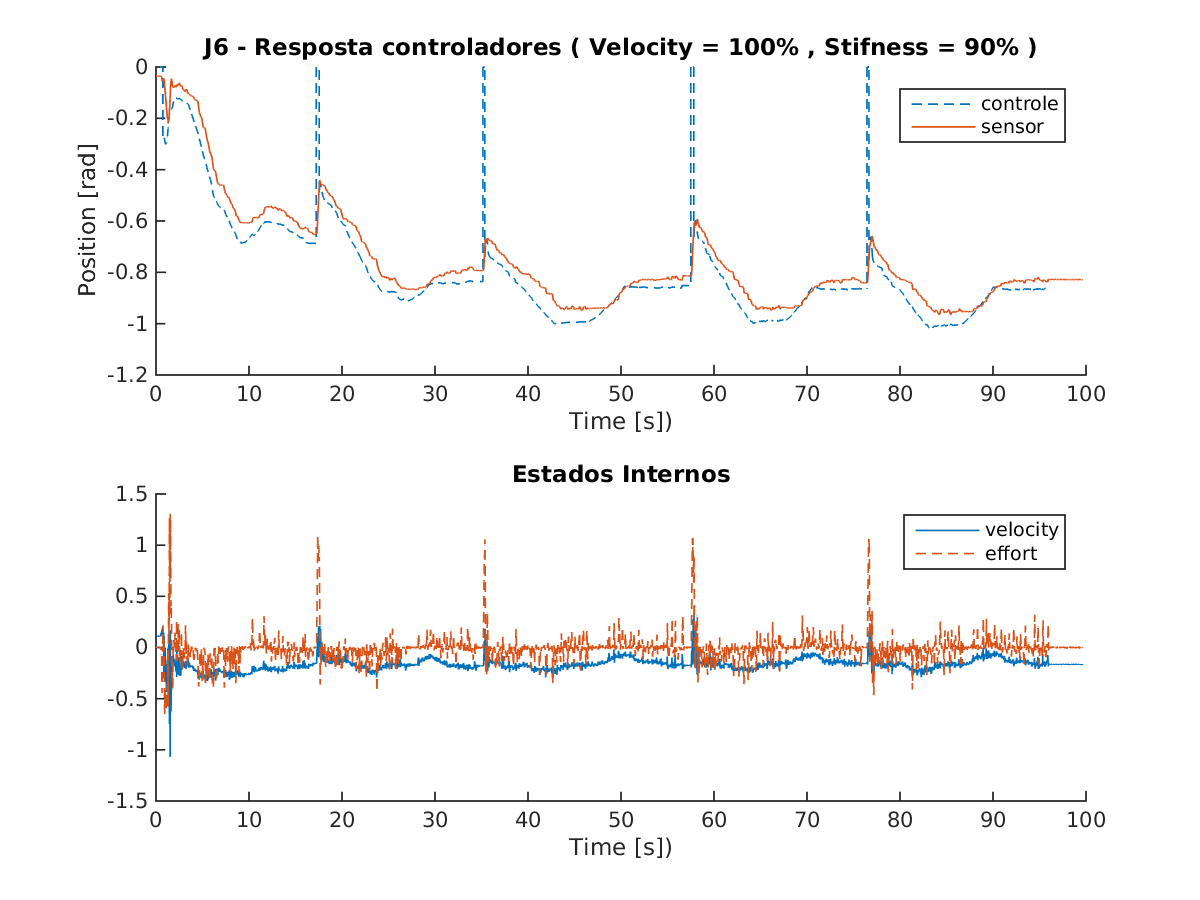 J6 - Resposta controladores ( Velocity = 100% , Stifness = 90% )
0
-0.2
-0.4
-0.6
-0.8
-1
-1.2
Position [rad]
controle
sensor
0 10 20 30 40 50 60 70 80 90 100
Time [s])
Estados Internos
1.5
1
0.5
0
-0.5
-1
-1.5
velocity
effort
0 10 20 30 40 50 60 70 80 90 100
Time [s])